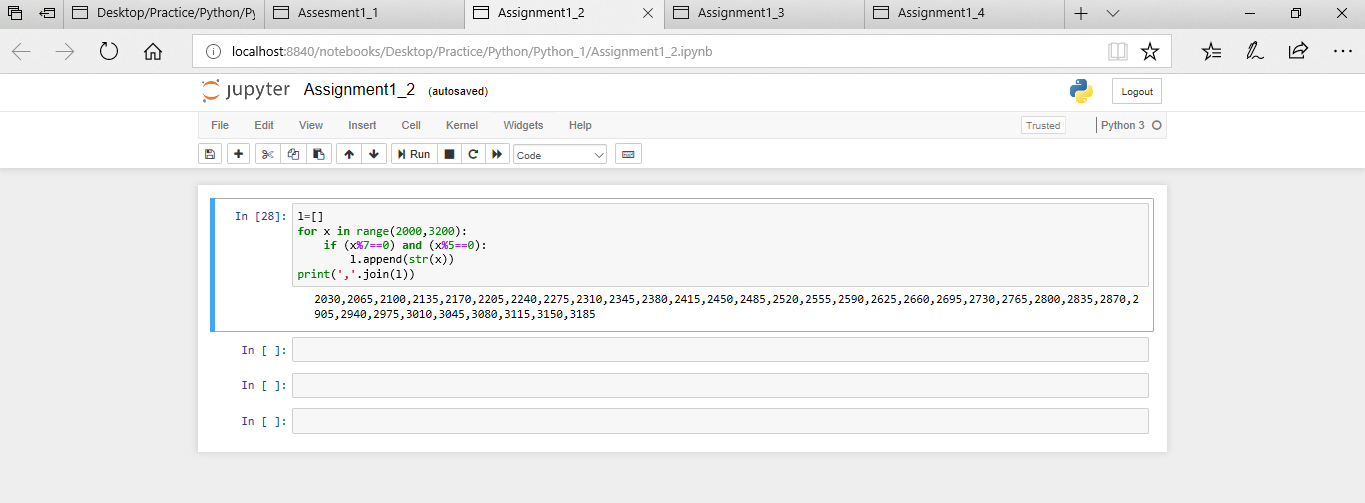 Desktop/Practice/Python/Py Assesment1_1 Assignment1_2 Assignment1_3 Assignment1_4
localhost:8840/notebooks/Desktop/Practice/Python/Python_1/Assignment1_2.ipynb
jupyter Assignment1_2 (autosaved) Logout
File Edit View Insert Cell Kernel Widgets Help Trusted Python 3
Run Code
In [28]: l=[]
for x in range(2000,3200):
    if (x%7==0) and (x%5==0):
        l.append(str(x))
print(','.join(l))
2030,2065,2100,2135,2170,2205,2240,2275,2310,2345,2380,2415,2450,2485,2520,2555,2590,2625,2660,2695,2730,2765,2800,2835,2870,2
905,2940,2975,3010,3045,3080,3115,3150,3185
In [ ]:
In [ ]:
In [ ]: